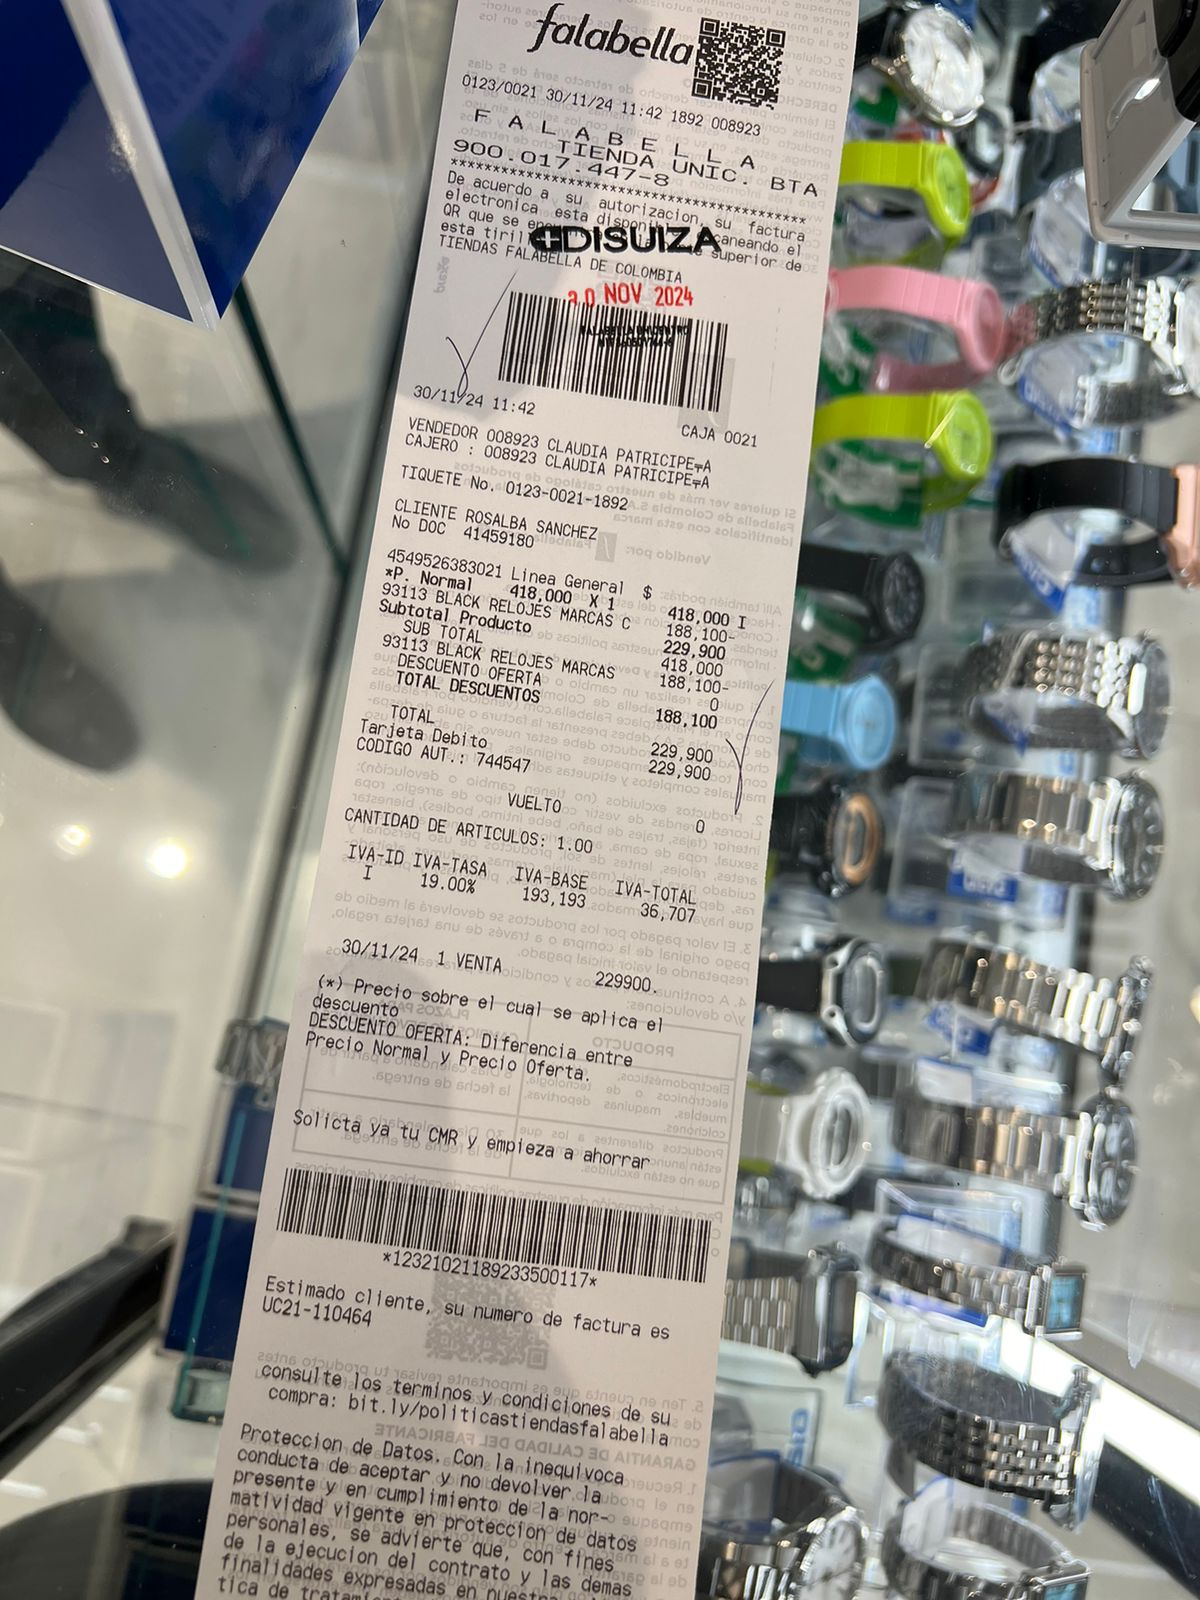 falabella
0123/0021 30/11/24 11:42 1892 008923
F A L A B E L L A
TIENDA UNIC. BTA
900.017.447-8
****************************************
De acuerdo a su autorizacion, su factura
electronica esta caneando el
QR que se superior de
esta
DISUIZA
TIENDAS FALABELLA DE COLOMBIA
30 NOV 2024
30/11/24 11:42
CAJA 0021
VENDEDOR 008923 CLAUDIA PATRICIPE╤A
CAJERO : 008923 CLAUDIA PATRICIPE╤A
TIQUETE No. 0123-0021-1892
CLIENTE ROSALBA SANCHEZ
No DOC 41459180
4549526383021 Linea General $ 418,000 I
*P. Normal 418,000 X 1
93113 BLACK RELOJES MARCAS C 188,100-
Subtotal Producto 229,900
SUB TOTAL 418,000
93113 BLACK RELOJES MARCAS 188,100-
DESCUENTO OFERTA 0
TOTAL DESCUENTOS 188,100
TOTAL 229,900
Tarjeta Debito 229,900
CODIGO AUT.: 744547
VUELTO 0
CANTIDAD DE ARTICULOS: 1.00
IVA-ID IVA-TASA IVA-BASE IVA-TOTAL
I 19.00% 193,193 36,707
30/11/24 1 VENTA 229900.
(*) Precio sobre el cual se aplica el
descuento
DESCUENTO OFERTA: Diferencia entre
Precio Normal y Precio Oferta.
Solicta ya tu CMR y empieza a ahorrar
*12321021189233500117*
Estimado cliente, su numero de factura es
UC21-110464
consulte los terminos y condiciones de su
compra: bit.ly/politicastiendasfalabella
Proteccion de Datos. Con la inequivoca
conducta de aceptar y no devolver la
presente y en cumplimiento de la nor-
matividad vigente en proteccion de datos
personales, se advierte que, con fines
de la ejecucion del contrato y las demas
finalidades expresadas en
tica de